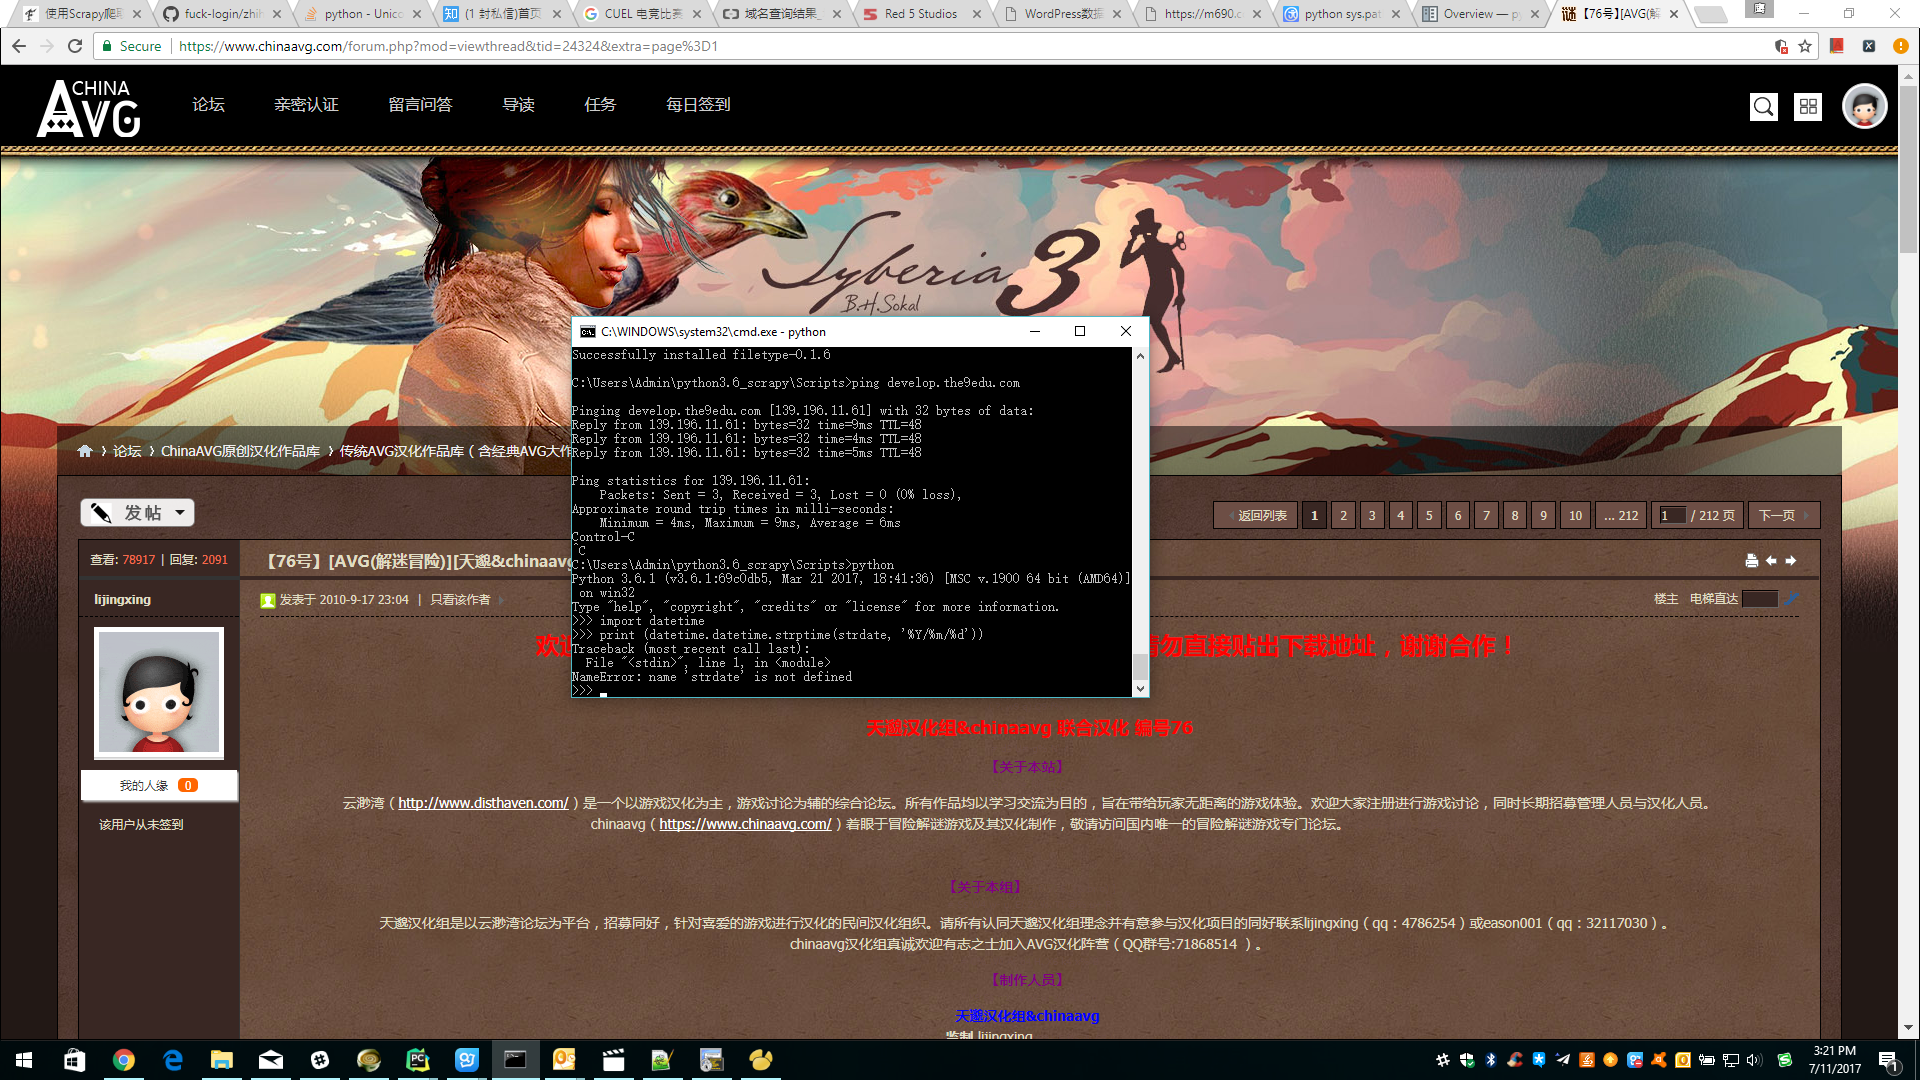 使用Scrapy爬取
fuck-login/zhih
python - Unico
(1 封私信)首页
CUEL 电竞比赛
域名查询结果_
Red 5 Studios
WordPress数据
https://m690.c
python sys.pat
Overview — py
【76号】[AVG(解
Secure
https://www.chinaavg.com/forum.php?mod=viewthread&tid=24324&extra=page%3D1
CHINA
AVG
论坛
亲密认证
留言问答
导读
任务
每日签到
Syberia 3
B.H.Sokal
C:\WINDOWS\system32\cmd.exe - python
Successfully installed filetype-0.1.6
C:\Users\Admin\python3.6_scrapy\Scripts>ping develop.the9edu.com
Pinging develop.the9edu.com [139.196.11.61] with 32 bytes of data:
Reply from 139.196.11.61: bytes=32 time=9ms TTL=48
Reply from 139.196.11.61: bytes=32 time=4ms TTL=48
Reply from 139.196.11.61: bytes=32 time=5ms TTL=48
Ping statistics for 139.196.11.61:
Packets: Sent = 3, Received = 3, Lost = 0 (0% loss),
Approximate round trip times in milli-seconds:
Minimum = 4ms, Maximum = 9ms, Average = 6ms
Control-C
^C
C:\Users\Admin\python3.6_scrapy\Scripts>python
Python 3.6.1 (v3.6.1:69c0db5, Mar 21 2017, 18:41:36) [MSC v.1900 64 bit (AMD64)]
on win32
Type "help", "copyright", "credits" or "license" for more information.
>>> import datetime
>>> print (datetime.datetime.strptime(strdate, '%Y/%m/%d'))
Traceback (most recent call last):
File "<stdin>", line 1, in <module>
NameError: name 'strdate' is not defined
>>>
论坛 › ChinaAVG原创汉化作品库 › 传统AVG汉化作品库（含经典AVG大作
发帖
返回列表 1 2 3 4 5 6 7 8 9 10 ... 212 1 / 212 页 下一页
查看: 78917 | 回复: 2091
【76号】[AVG(解迷冒险)][天邈&chinaavg
lijingxing
发表于 2010-9-17 23:04 | 只看该作者
楼主 电梯直达
欢迎
请勿直接贴出下载地址，谢谢合作！
天邈汉化组&chinaavg 联合汉化 编号76
我的人缘 0
该用户从未签到
【关于本站】
云渺湾（http://www.disthaven.com/）是一个以游戏汉化为主，游戏讨论为辅的综合论坛。所有作品均以学习交流为目的，旨在带给玩家无距离的游戏体验。欢迎大家注册进行游戏讨论，同时长期招募管理人员与汉化人员。
chinaavg（https://www.chinaavg.com/）着眼于冒险解谜游戏及其汉化制作，敬请访问国内唯一的冒险解谜游戏专门论坛。
【关于本组】
天邈汉化组是以云渺湾论坛为平台，招募同好，针对喜爱的游戏进行汉化的民间汉化组织。请所有认同天邈汉化组理念并有意参与汉化项目的同好联系lijingxing（qq：4786254）或eason001（qq：32117030）。
chinaavg汉化组真诚欢迎有志之士加入AVG汉化阵营（QQ群号:71868514 ）。
【制作人员】
天邈汉化组&chinaavg
监制 lijingxing
3:21 PM
7/11/2017
1